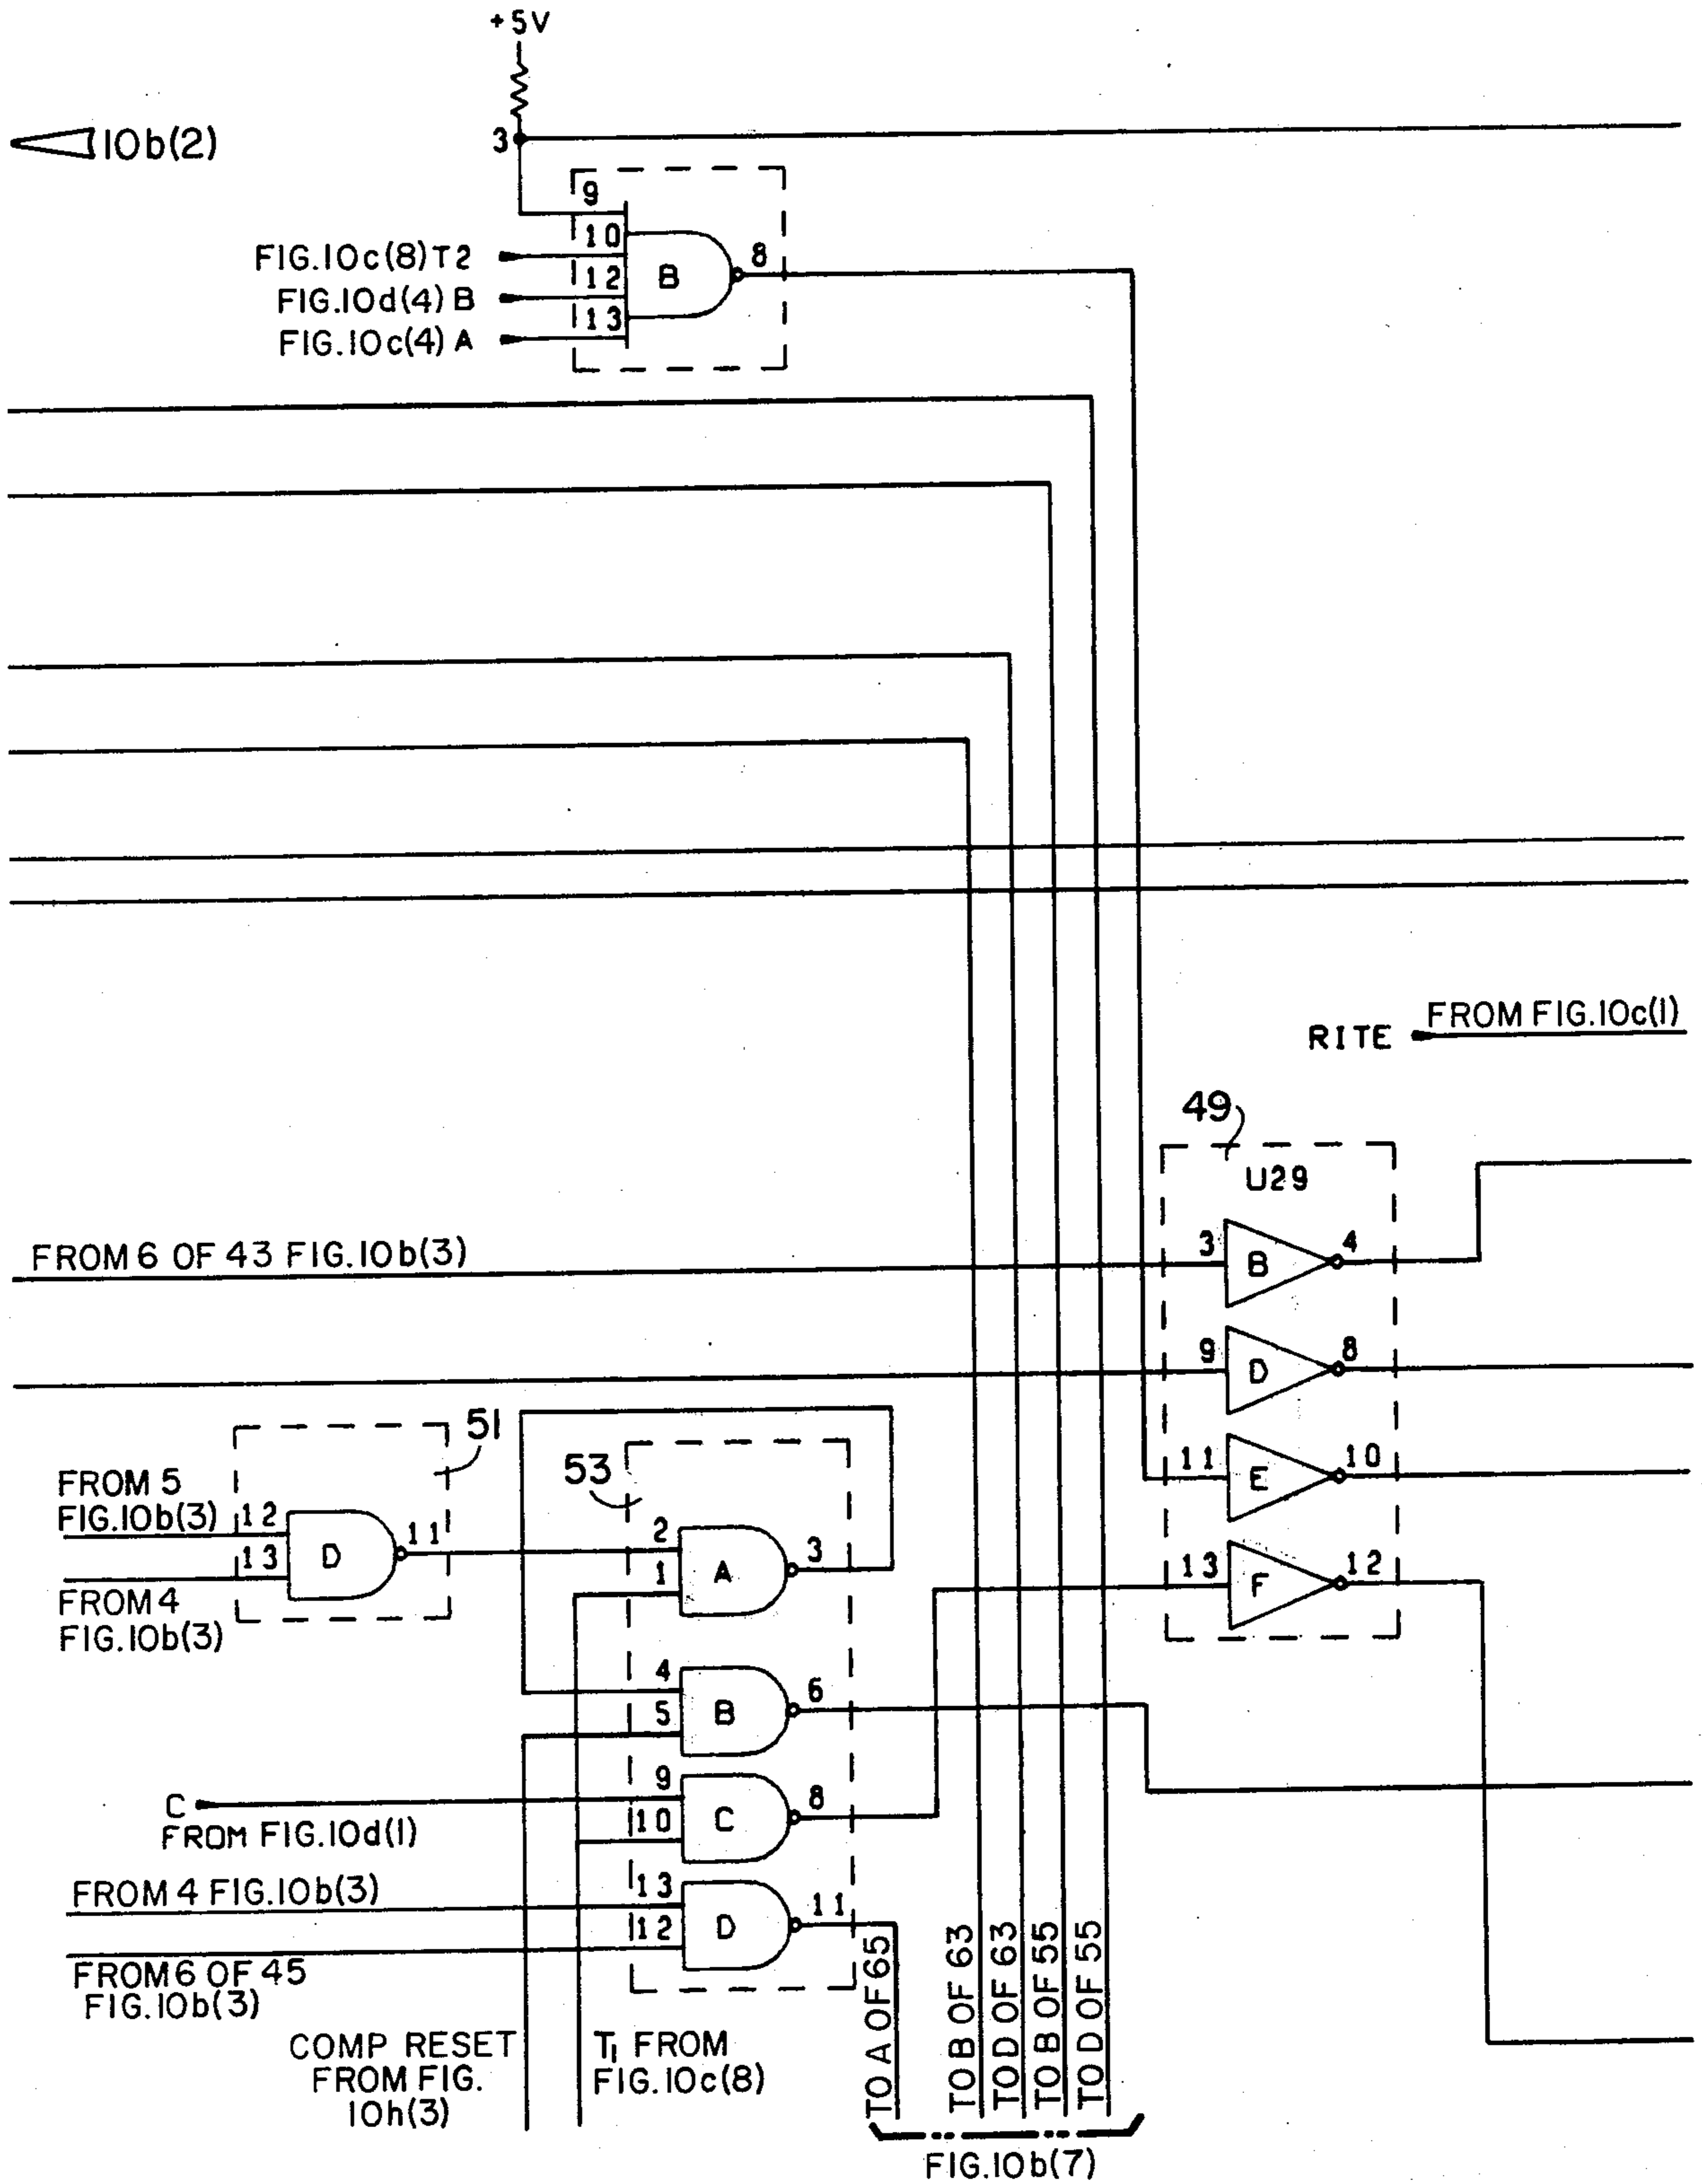 +5V
10b(2)
3
9
10
FIG.10c(8) T2
8
12
B
FIG.10d(4) B
13
FIG.10c(4) A
FROM FIG.10c(1)
RITE
49
U29
FROM 6 OF 43 FIG.10b(3)
3
B
4
9
D
8
51
53
11
E
10
FROM 5
FIG.10b(3)
12
11
13
D
FROM 4
FIG.10b(3)
2
1
A
3
13
F
12
4
5
B
6
9
10
C
8
C
FROM FIG.10d(1)
FROM 4 FIG.10b(3)
13
12
D
11
FROM 6 OF 45
FIG.10b(3)
COMP RESET
FROM FIG.
10h(3)
T1 FROM
FIG.10c(8)
TO A OF 65
TO B OF 63
TO D OF 63
TO B OF 55
TO D OF 55
FIG.10b(7)